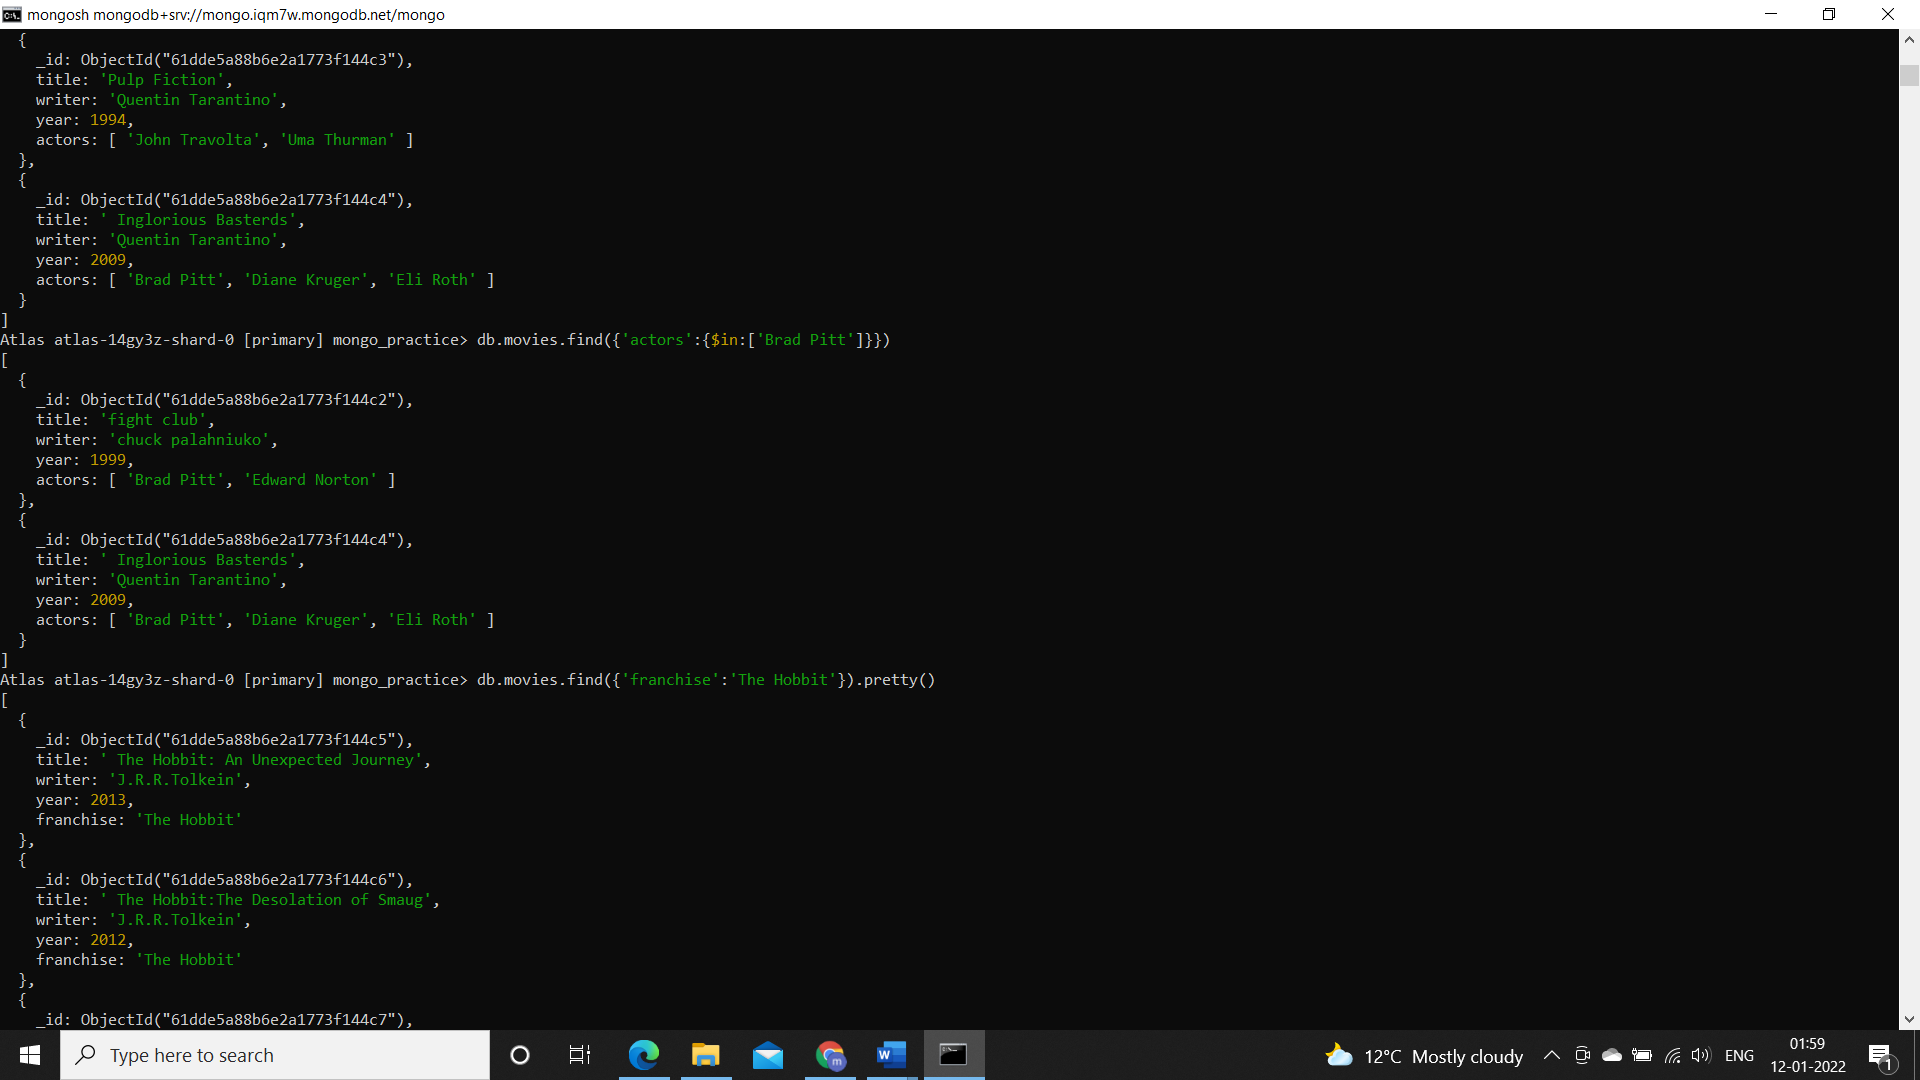 mongosh mongodb+srv://mongo.iqm7w.mongodb.net/mongo
{
_id: ObjectId("61dde5a88b6e2a1773f144c3"),
title: 'Pulp Fiction',
writer: 'Quentin Tarantino',
year: 1994,
actors: [ 'John Travolta', 'Uma Thurman' ]
},
{
_id: ObjectId("61dde5a88b6e2a1773f144c4"),
title: ' Inglorious Basterds',
writer: 'Quentin Tarantino',
year: 2009,
actors: [ 'Brad Pitt', 'Diane Kruger', 'Eli Roth' ]
}
]
Atlas atlas-14gy3z-shard-0 [primary] mongo_practice> db.movies.find({'actors':{$in:['Brad Pitt']}})
[
{
_id: ObjectId("61dde5a88b6e2a1773f144c2"),
title: 'fight club',
writer: 'chuck palahniuko',
year: 1999,
actors: [ 'Brad Pitt', 'Edward Norton' ]
},
{
_id: ObjectId("61dde5a88b6e2a1773f144c4"),
title: ' Inglorious Basterds',
writer: 'Quentin Tarantino',
year: 2009,
actors: [ 'Brad Pitt', 'Diane Kruger', 'Eli Roth' ]
}
]
Atlas atlas-14gy3z-shard-0 [primary] mongo_practice> db.movies.find({'franchise':'The Hobbit'}).pretty()
[
{
_id: ObjectId("61dde5a88b6e2a1773f144c5"),
title: ' The Hobbit: An Unexpected Journey',
writer: 'J.R.R.Tolkein',
year: 2013,
franchise: 'The Hobbit'
},
{
_id: ObjectId("61dde5a88b6e2a1773f144c6"),
title: ' The Hobbit:The Desolation of Smaug',
writer: 'J.R.R.Tolkein',
year: 2012,
franchise: 'The Hobbit'
},
{
_id: ObjectId("61dde5a88b6e2a1773f144c7"),
Type here to search
12°C Mostly cloudy
ENG
01:59
12-01-2022
1